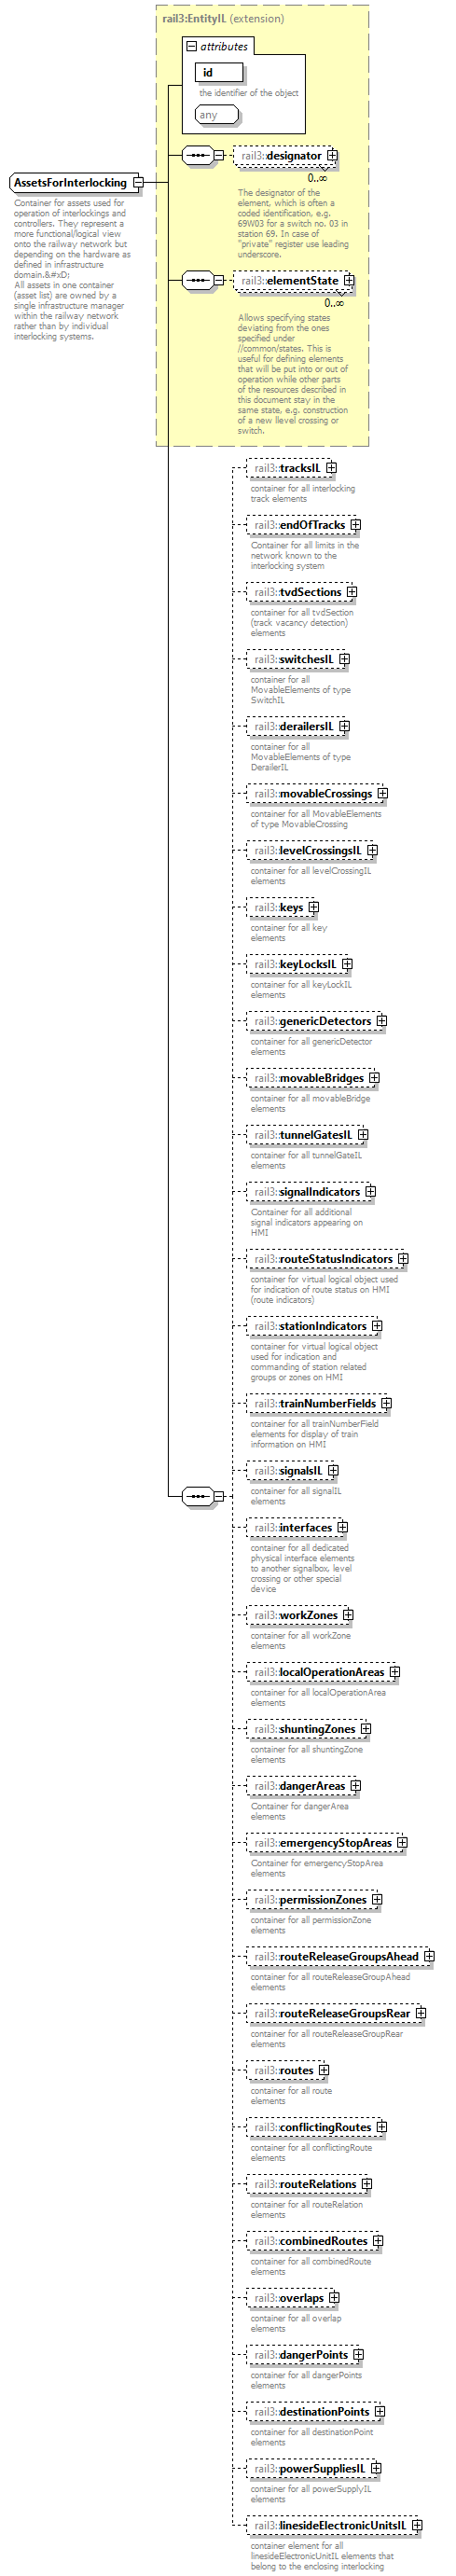 rail3:EntityIL (extension)
attributes
id
the identifier of the object
any
rail3::designator
0..∞
The designator of the
element, which is often a
coded identification, e.g.
69W03 for a switch no. 03 in
station 69. In case of
"private" register use leading
underscore.
AssetsForInterlocking
Container for assets used for
operation of interlockings and
controllers. They represent a
more functional/logical view
onto the railway network but
depending on the hardware as
defined in infrastructure
domain.&#xD;
All assets in one container
(asset list) are owned by a
single infrastructure manager
within the railway network
rather than by individual
interlocking systems.
rail3::elementState
0..∞
Allows specifying states
deviating from the ones
specified under
//common/states. This is
useful for defining elements
that will be put into or out of
operation while other parts
of the resources described in
this document stay in the
same state, e.g. construction
of a new llevel crossing or
switch.
rail3::tracksIL
container for all interlocking
track elements
rail3::endOfTracks
Container for all limits in the
network known to the
interlocking system
rail3::tvdSections
container for all tvdSection
(track vacancy detection)
elements
rail3::switchesIL
container for all
MovableElements of type
SwitchIL
rail3::derailersIL
container for all
MovableElements of type
DerailerIL
rail3::movableCrossings
container for all MovableElements
of type MovableCrossing
rail3::levelCrossingsIL
container for all levelCrossingIL
elements
rail3::keys
container for all key
elements
rail3::keyLocksIL
container for all keyLockIL
elements
rail3::genericDetectors
container for all genericDetector
elements
rail3::movableBridges
container for all movableBridge
elements
rail3::tunnelGatesIL
container for all tunnelGateIL
elements
rail3::signalIndicators
Container for all additional
signal indicators appearing on
HMI
rail3::routeStatusIndicators
container for virtual logical object used
for indication of route status on HMI
(route indicators)
rail3::stationIndicators
container for virtual logical object
used for indication and
commanding of station related
groups or zones on HMI
rail3::trainNumberFields
container for all trainNumberField
elements for display of train
information on HMI
rail3::signalsIL
container for all signalIL
elements
rail3::interfaces
container for all dedicated
physical interface elements
to another signalbox, level
crossing or other special
device
rail3::workZones
container for all workZone
elements
rail3::localOperationAreas
container for all localOperationArea
elements
rail3::shuntingZones
container for all shuntingZone
elements
rail3::dangerAreas
Container for dangerArea
elements
rail3::emergencyStopAreas
Container for emergencyStopArea
elements
rail3::permissionZones
container for all permissionZone
elements
rail3::routeReleaseGroupsAhead
container for all routeReleaseGroupAhead
elements
rail3::routeReleaseGroupsRear
container for all routeReleaseGroupRear
elements
rail3::routes
container for all route
elements
rail3::conflictingRoutes
container for all conflictingRoute
elements
rail3::routeRelations
container for all routeRelation
elements
rail3::combinedRoutes
container for all combinedRoute
elements
rail3::overlaps
container for all overlap
elements
rail3::dangerPoints
container for all dangerPoints
elements
rail3::destinationPoints
container for all destinationPoint
elements
rail3::powerSuppliesIL
container for all powerSupplyIL
elements
rail3::linesideElectronicUnitsIL
container element for all
linesideElectronicUnitIL elements that
belong to the enclosing interlocking